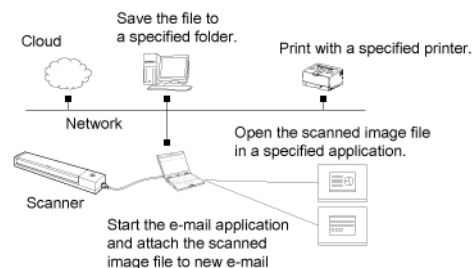 Save the file to
a specified folder.
Cloud
Print with a specified printer.
Network
Open the scanned image file
in a specified application.
Scanner
Start the e-mail application
and attach the scanned
image file to new e-mail